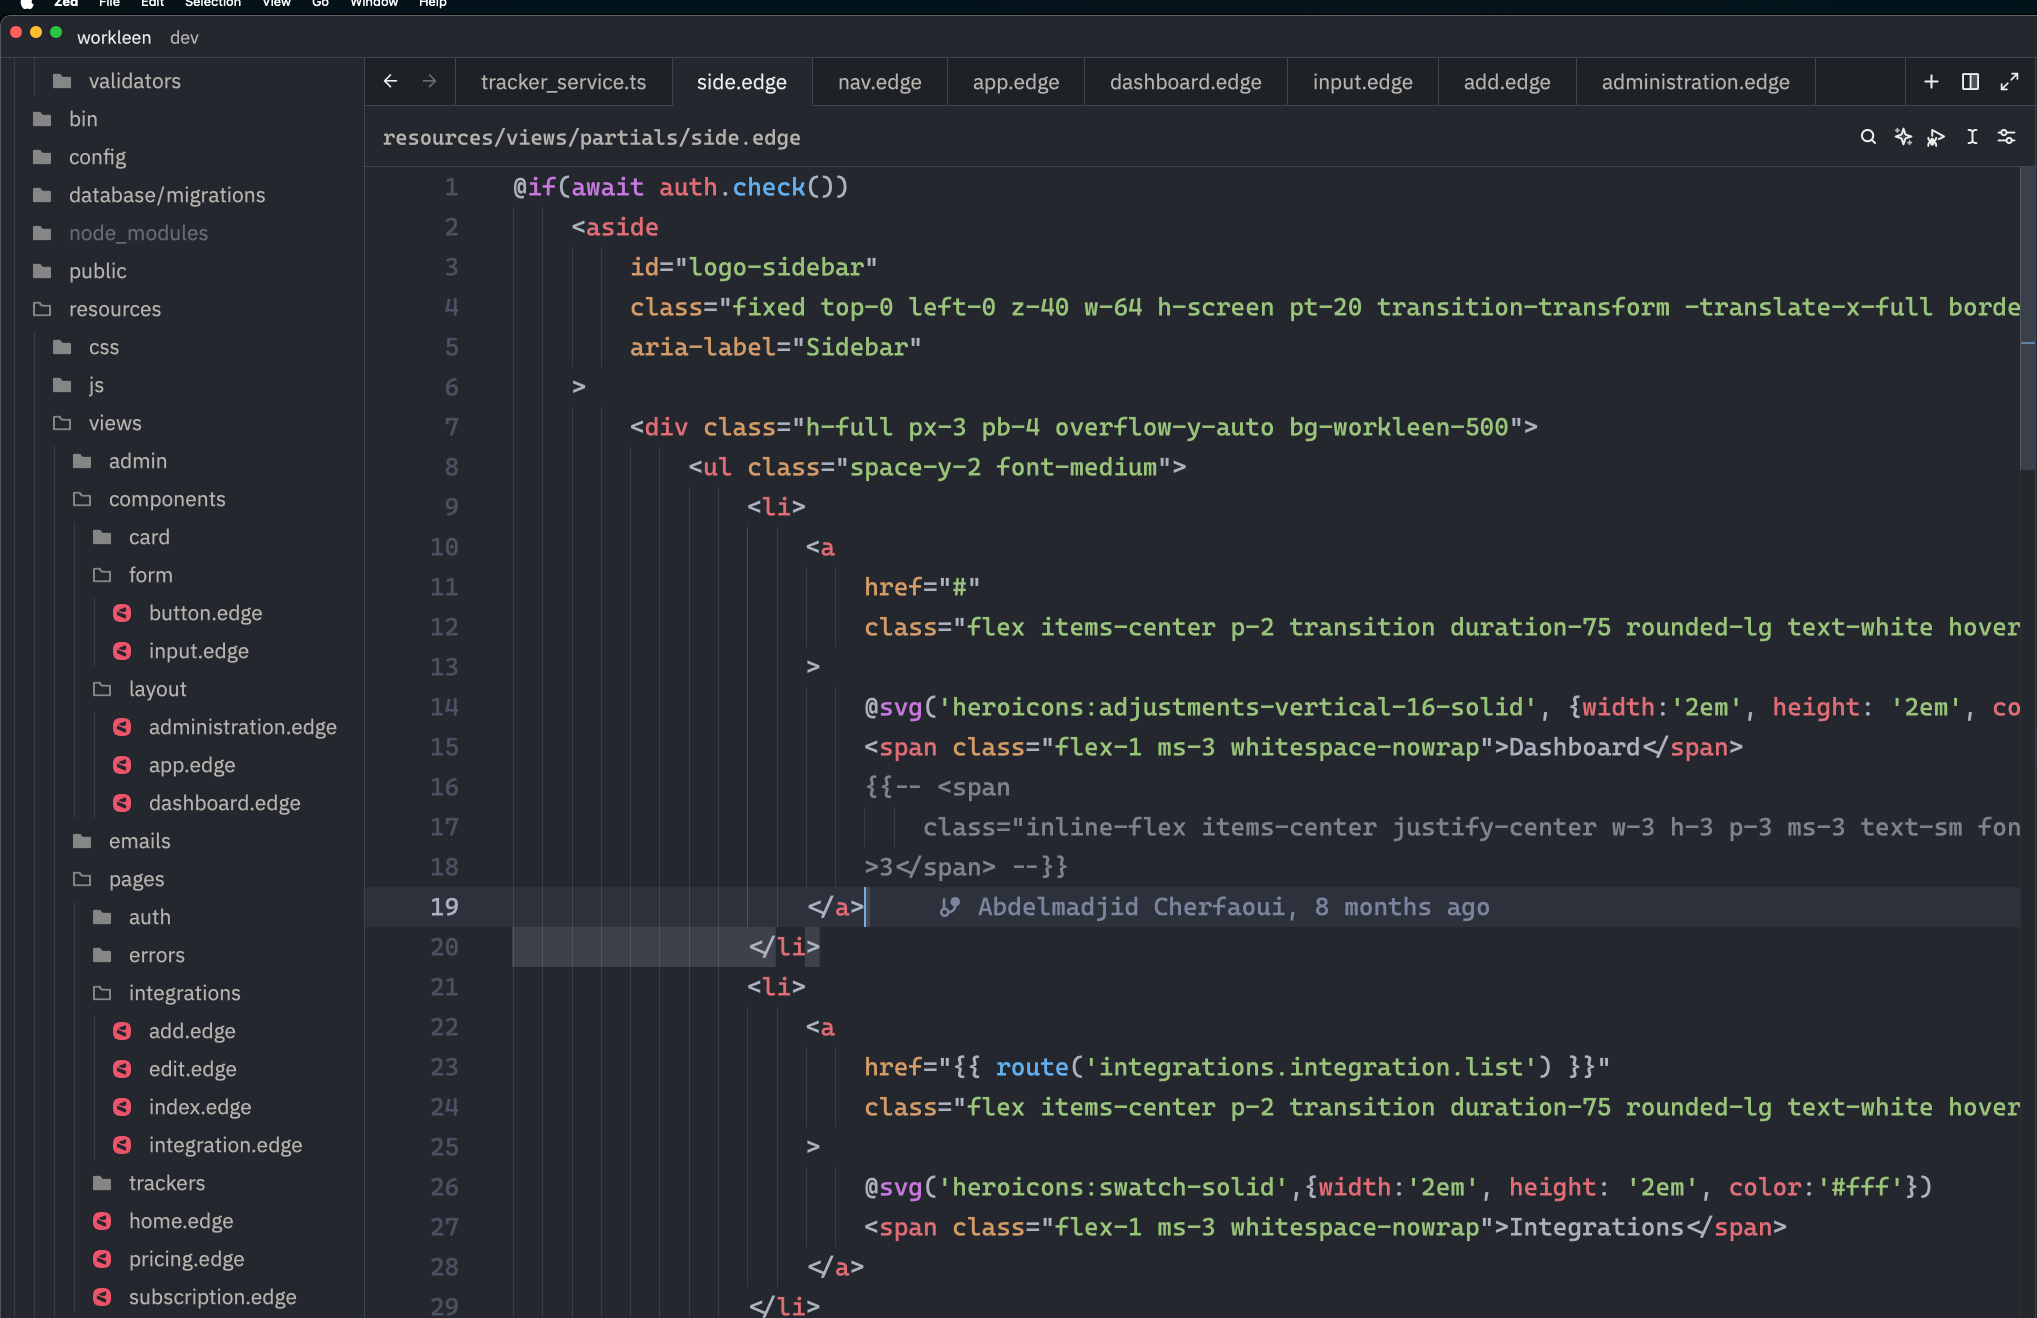 Zed File Edit Selection View Go Window Help
workleen dev
validators
bin
config
database/migrations
node_modules
public
resources
css
js
views
admin
components
card
form
button.edge
input.edge
layout
administration.edge
app.edge
dashboard.edge
emails
pages
auth
errors
integrations
add.edge
edit.edge
index.edge
integration.edge
trackers
home.edge
pricing.edge
subscription.edge
tracker_service.ts side.edge nav.edge app.edge dashboard.edge input.edge add.edge administration.edge
resources/views/partials/side.edge
1 @if(await auth.check())
2 <aside
3 id="logo-sidebar"
4 class="fixed top-0 left-0 z-40 w-64 h-screen pt-20 transition-transform -translate-x-full borde
5 aria-label="Sidebar"
6 >
7 <div class="h-full px-3 pb-4 overflow-y-auto bg-workleen-500">
8 <ul class="space-y-2 font-medium">
9 <li>
10 <a
11 href="#"
12 class="flex items-center p-2 transition duration-75 rounded-lg text-white hover
13 >
14 @svg('heroicons:adjustments-vertical-16-solid', {width:'2em', height: '2em', co
15 <span class="flex-1 ms-3 whitespace-nowrap">Dashboard</span>
16 {{-- <span
17 class="inline-flex items-center justify-center w-3 h-3 p-3 ms-3 text-sm fon
18 >3</span> --}}
19 </a> Abdelmadjid Cherfaoui, 8 months ago
20 </li>
21 <li>
22 <a
23 href="{{ route('integrations.integration.list') }}"
24 class="flex items-center p-2 transition duration-75 rounded-lg text-white hover
25 >
26 @svg('heroicons:swatch-solid',{width:'2em', height: '2em', color:'#fff'})
27 <span class="flex-1 ms-3 whitespace-nowrap">Integrations</span>
28 </a>
29 </li>